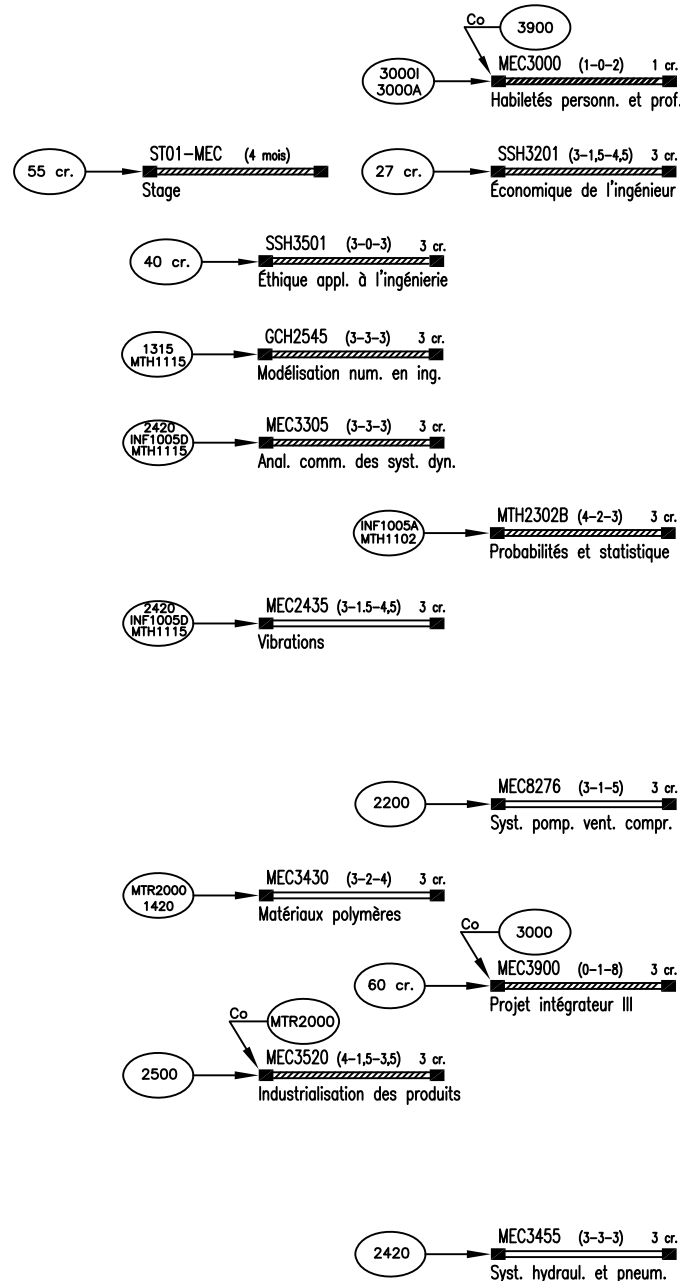 Co
3900
MEC3000 (1-0-2) 1 cr.
3000I
3000A
Habiletés personn. et prof.
ST01-MEC (4 mois)
55 cr.
Stage
SSH3201 (3-1,5-4,5) 3 cr.
27 cr.
Économique de l'ingénieur
SSH3501 (3-0-3) 3 cr.
40 cr.
Éthique appl. à l'ingénierie
GCH2545 (3-3-3) 3 cr.
1315
MTH1115
Modélisation num. en ing.
MEC3305 (3-3-3) 3 cr.
2420
INF1005D
MTH1115
Anal. comm. des syst. dyn.
MTH2302B (4-2-3) 3 cr.
INF1005A
MTH1102
Probabilités et statistique
MEC2435 (3-1.5-4,5) 3 cr.
2420
INF1005D
MTH1115
Vibrations
MEC8276 (3-1-5) 3 cr.
2200
Syst. pomp. vent. compr.
MEC3430 (3-2-4) 3 cr.
MTR2000
1420
Matériaux polymères
Co
3000
MEC3900 (0-1-8) 3 cr.
60 cr.
Projet intégrateur III
Co
MTR2000
MEC3520 (4-1,5-3,5) 3 cr.
2500
Industrialisation des produits
MEC3455 (3-3-3) 3 cr.
2420
Syst. hydraul. et pneum.